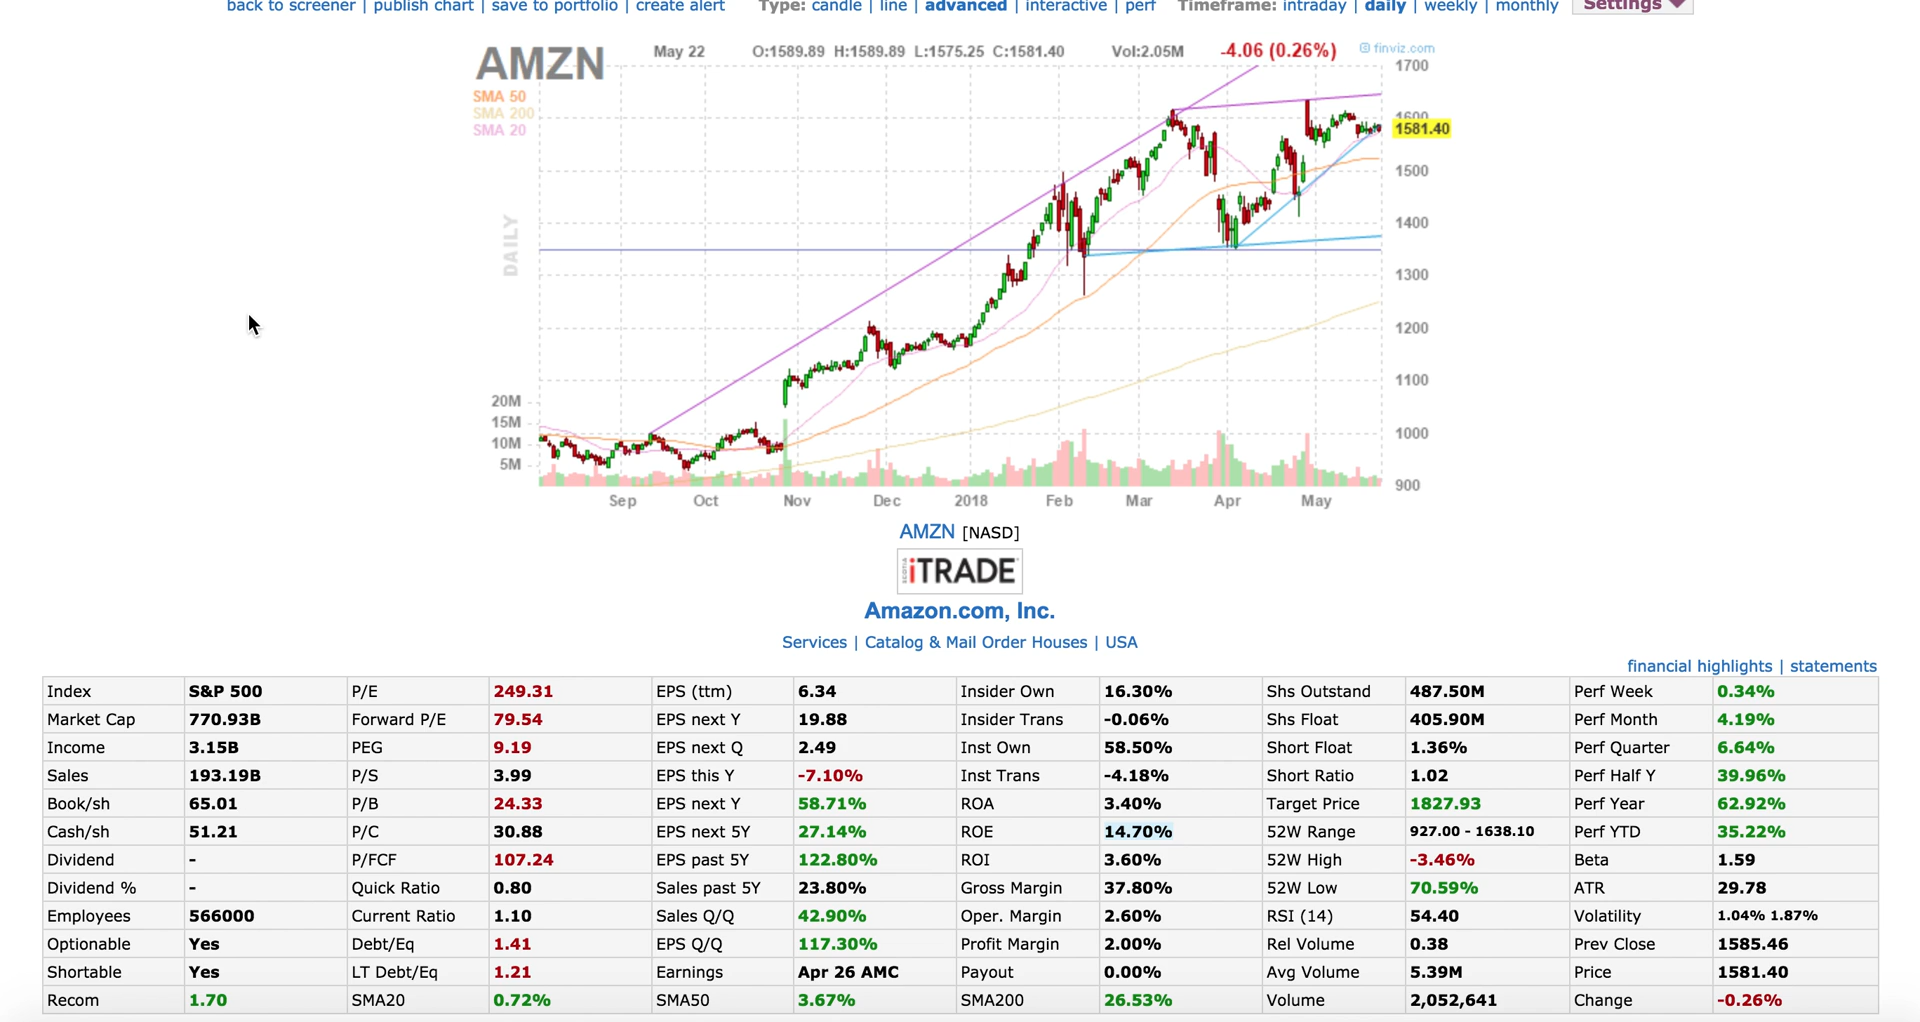 back to screener | publish chart | save to portfolio | create alert Type: candle | line | advanced | interactive | perf Timeframe: intraday | daily | weekly | monthly Settings
AMZN May 22 O:1589.89 H:1589.89 L:1575.25 C:1581.40 Vol:2.05M -4.06 (0.26%) © finviz.com
SMA 50
SMA 200
SMA 20
DAILY
1700
1600
1581.40
1500
1400
1300
1200
1100
1000
900
20M
15M
10M
5M
Sep Oct Nov Dec 2018 Feb Mar Apr May
AMZN [NASD]
SCOTIA iTRADE
Amazon.com, Inc.
Services | Catalog & Mail Order Houses | USA
financial highlights | statements
Index S&P 500 P/E 249.31 EPS (ttm) 6.34 Insider Own 16.30% Shs Outstand 487.50M Perf Week 0.34%
Market Cap 770.93B Forward P/E 79.54 EPS next Y 19.88 Insider Trans -0.06% Shs Float 405.90M Perf Month 4.19%
Income 3.15B PEG 9.19 EPS next Q 2.49 Inst Own 58.50% Short Float 1.36% Perf Quarter 6.64%
Sales 193.19B P/S 3.99 EPS this Y -7.10% Inst Trans -4.18% Short Ratio 1.02 Perf Half Y 39.96%
Book/sh 65.01 P/B 24.33 EPS next Y 58.71% ROA 3.40% Target Price 1827.93 Perf Year 62.92%
Cash/sh 51.21 P/C 30.88 EPS next 5Y 27.14% ROE 14.70% 52W Range 927.00 - 1638.10 Perf YTD 35.22%
Dividend - P/FCF 107.24 EPS past 5Y 122.80% ROI 3.60% 52W High -3.46% Beta 1.59
Dividend % - Quick Ratio 0.80 Sales past 5Y 23.80% Gross Margin 37.80% 52W Low 70.59% ATR 29.78
Employees 566000 Current Ratio 1.10 Sales Q/Q 42.90% Oper. Margin 2.60% RSI (14) 54.40 Volatility 1.04% 1.87%
Optionable Yes Debt/Eq 1.41 EPS Q/Q 117.30% Profit Margin 2.00% Rel Volume 0.38 Prev Close 1585.46
Shortable Yes LT Debt/Eq 1.21 Earnings Apr 26 AMC Payout 0.00% Avg Volume 5.39M Price 1581.40
Recom 1.70 SMA20 0.72% SMA50 3.67% SMA200 26.53% Volume 2,052,641 Change -0.26%